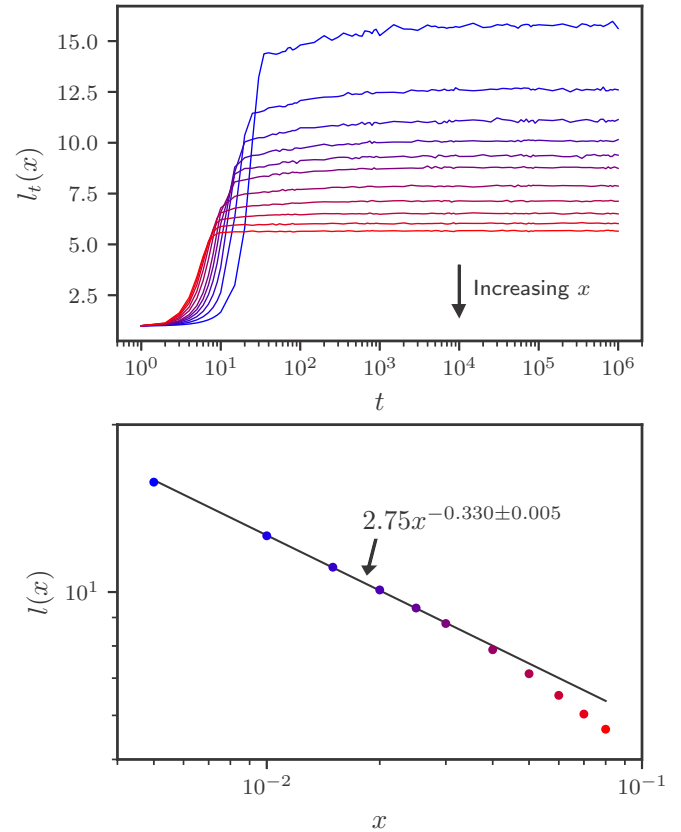 15.0
12.5
10.0
7.5
5.0
2.5
l_t(x)
Increasing x
10^0 10^1 10^2 10^3 10^4 10^5 10^6
t
2.75x^{-0.330±0.005}
10^1
l(x)
10^{-2} 10^{-1}
x